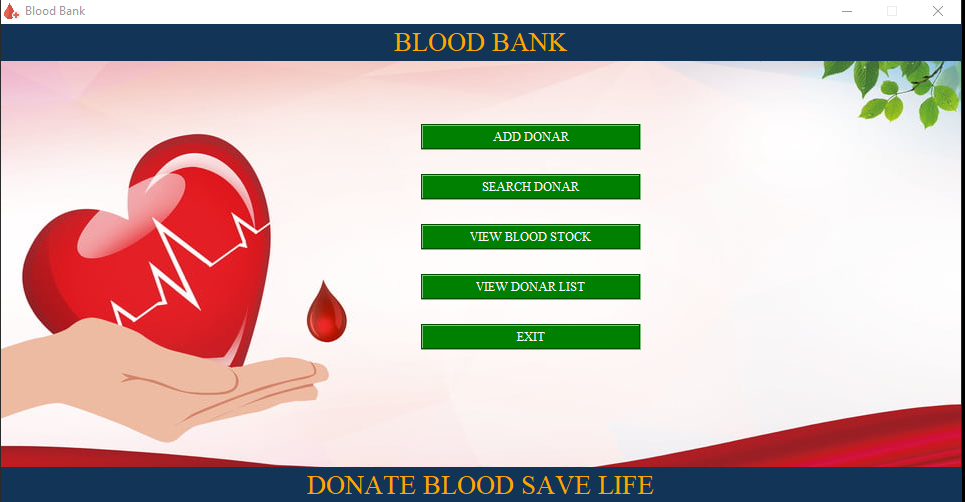 Blood Bank
BLOOD BANK
ADD DONAR
SEARCH DONAR
VIEW BLOOD STOCK
VIEW DONAR LIST
EXIT
DONATE BLOOD SAVE LIFE